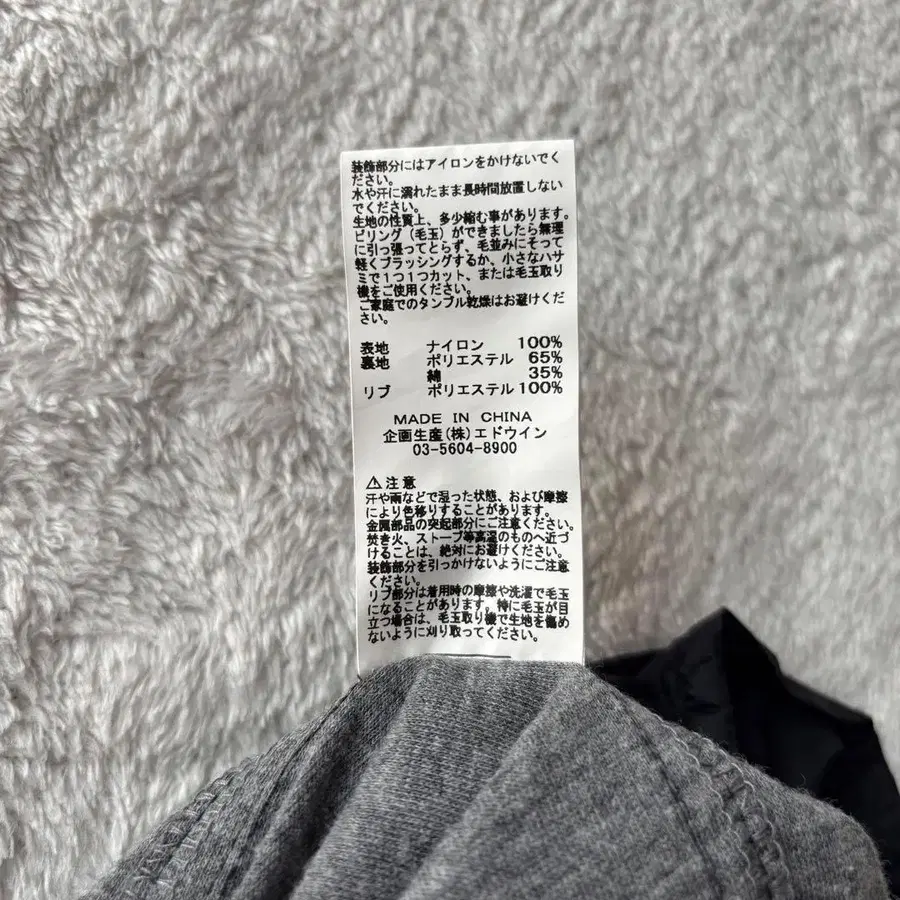 装飾部分にはアイロンをかけないでく
ださい。
水や汗に濡れたまま長時間放置しない
でください。
生地の性質上、多少縮む事があります。
ピリング(毛玉)ができましたら無理
に引っ張ってとらず、毛並みにそって
軽くブラッシングするか、小さなハサ
ミで1つ1つカット、または毛玉取り
機をご使用ください。
ご家庭でのタンブル乾燥はお避けくだ
さい。
表地 ナイロン 100%
裏地 ポリエステル 65%
綿 35%
リブ ポリエステル 100%
MADE IN CHINA
企画生産(株)エドウイン
03-5604-8900
⚠注意
汗や雨などで湿った状態、および摩擦
により色移りすることがあります。
金属部品の突起部分にご注意ください。
焚き火、ストーブ等高温のものへ近づ
けることは、絶対にお避けください。
装飾部分を引っかけないようにご注意
ください。
リブ部分は着用時の摩擦や洗濯で毛玉
になることがあります。特に毛玉が目
立つ場合は、毛玉取り機で生地を傷め
ないように刈り取ってください。